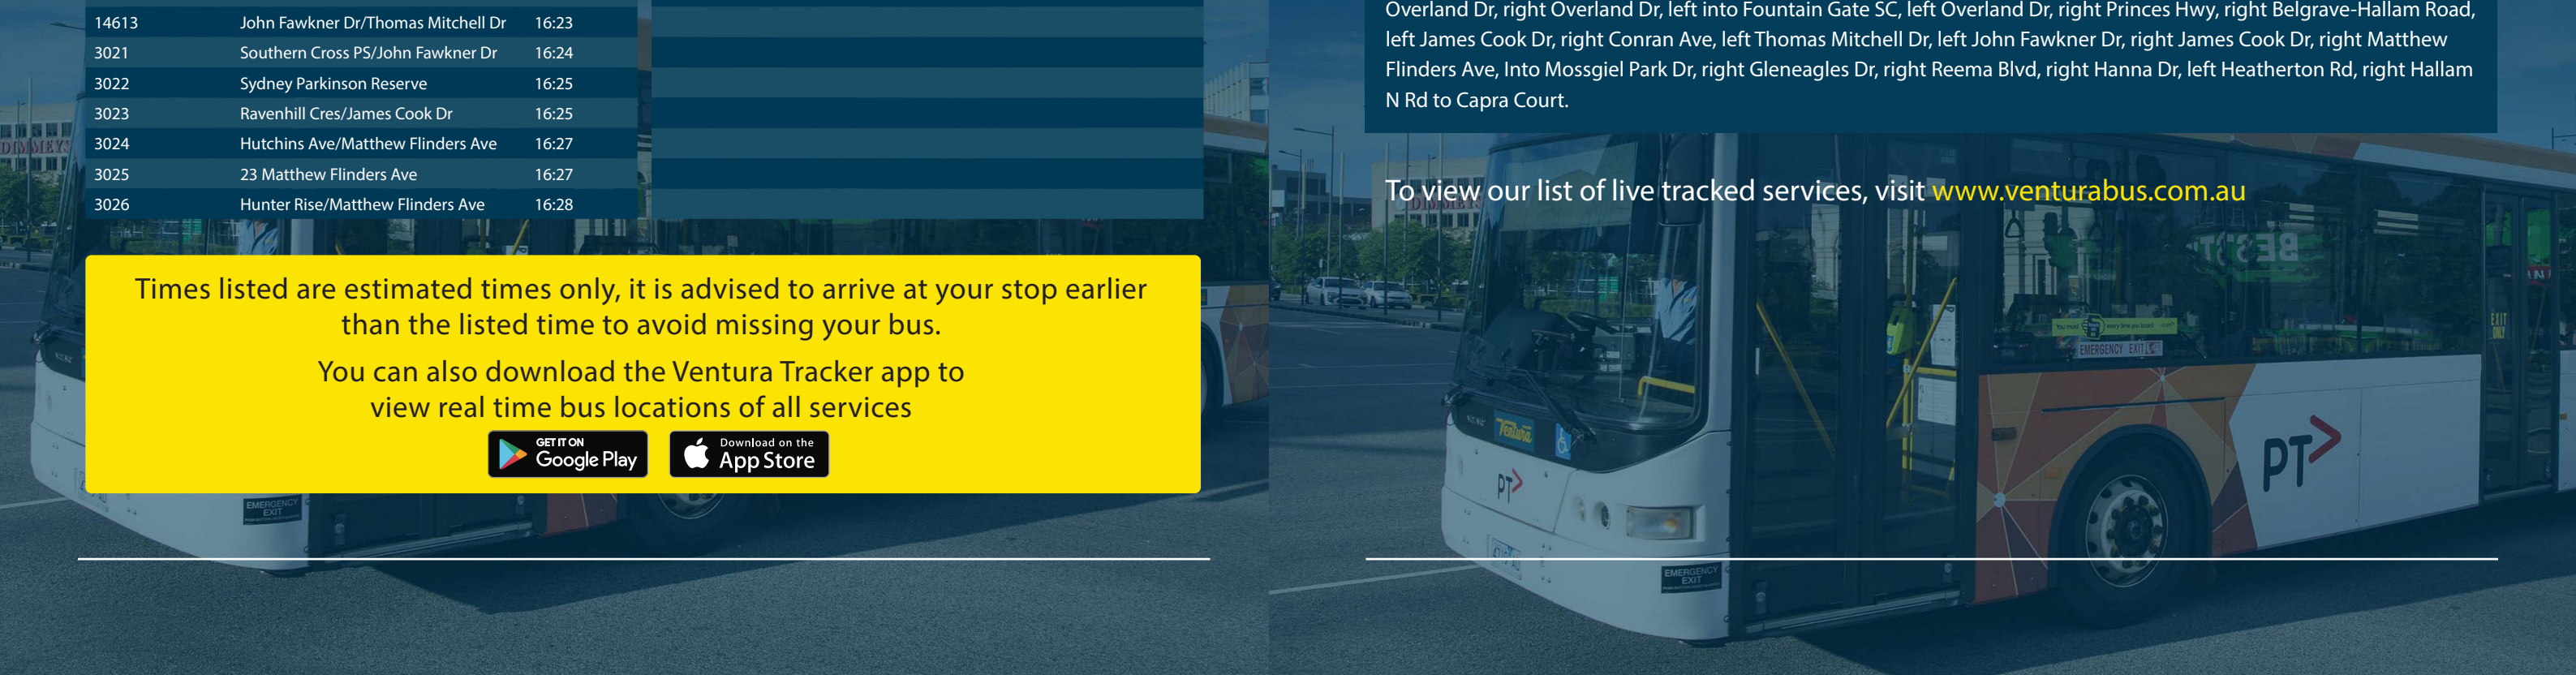 14613 John Fawkner Dr/Thomas Mitchell Dr 16:23
3021 Southern Cross PS/John Fawkner Dr 16:24
3022 Sydney Parkinson Reserve 16:25
3023 Ravenhill Cres/James Cook Dr 16:25
3024 Hutchins Ave/Matthew Flinders Ave 16:27
3025 23 Matthew Flinders Ave 16:27
3026 Hunter Rise/Matthew Flinders Ave 16:28
Times listed are estimated times only, it is advised to arrive at your stop earlier
than the listed time to avoid missing your bus.
You can also download the Ventura Tracker app to
view real time bus locations of all services
GET IT ON
Google Play
Download on the
App Store
EMERGENCY
EXIT
Overland Dr, right Overland Dr, left into Fountain Gate SC, left Overland Dr, right Princes Hwy, right Belgrave-Hallam Road,
left James Cook Dr, right Conran Ave, left Thomas Mitchell Dr, left John Fawkner Dr, right James Cook Dr, right Matthew
Flinders Ave, Into Mossgiel Park Dr, right Gleneagles Dr, right Reema Blvd, right Hanna Dr, left Heatherton Rd, right Hallam
N Rd to Capra Court.
To view our list of live tracked services, visit www.venturabus.com.au
DIMMEYS
EMERGENCY EXIT
EXIT
ONLY
Ventura
PT
PT
EMERGENCY
EXIT